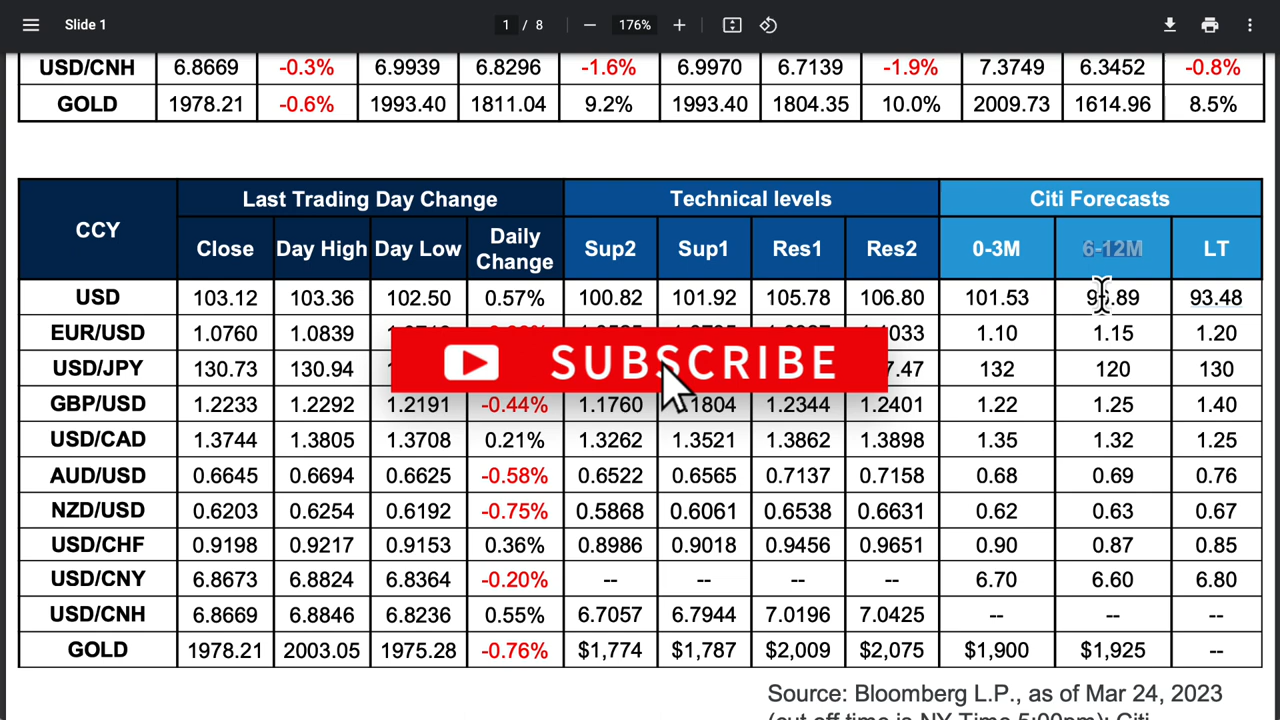 Slide 1 1 / 8 176%
USD/CNH 6.8669 -0.3% 6.9939 6.8296 -1.6% 6.9970 6.7139 -1.9% 7.3749 6.3452 -0.8%
GOLD 1978.21 -0.6% 1993.40 1811.04 9.2% 1993.40 1804.35 10.0% 2009.73 1614.96 8.5%
CCY Last Trading Day Change Technical levels Citi Forecasts
Close Day High Day Low Daily Change Sup2 Sup1 Res1 Res2 0-3M 6-12M LT
USD 103.12 103.36 102.50 0.57% 100.82 101.92 105.78 106.80 101.53 93.48
EUR/USD 1.0760 1.0839 1.10 1.15 1.20
USD/JPY 130.73 130.94 132 120 130
SUBSCRIBE
GBP/USD 1.2233 1.2292 1.2191 -0.44% 1.1760 1.2344 1.2401 1.22 1.25 1.40
USD/CAD 1.3744 1.3805 1.3708 0.21% 1.3262 1.3521 1.3862 1.3898 1.35 1.32 1.25
AUD/USD 0.6645 0.6694 0.6625 -0.58% 0.6522 0.6565 0.7137 0.7158 0.68 0.69 0.76
NZD/USD 0.6203 0.6254 0.6192 -0.75% 0.5868 0.6061 0.6538 0.6631 0.62 0.63 0.67
USD/CHF 0.9198 0.9217 0.9153 0.36% 0.8986 0.9018 0.9456 0.9651 0.90 0.87 0.85
USD/CNY 6.8673 6.8824 6.8364 -0.20% -- -- -- -- 6.70 6.60 6.80
USD/CNH 6.8669 6.8846 6.8236 0.55% 6.7057 6.7944 7.0196 7.0425 -- -- --
GOLD 1978.21 2003.05 1975.28 -0.76% $1,774 $1,787 $2,009 $2,075 $1,900 $1,925 --
Source: Bloomberg L.P., as of Mar 24, 2023
(cut off time is NY Time 5:00pm); Citi